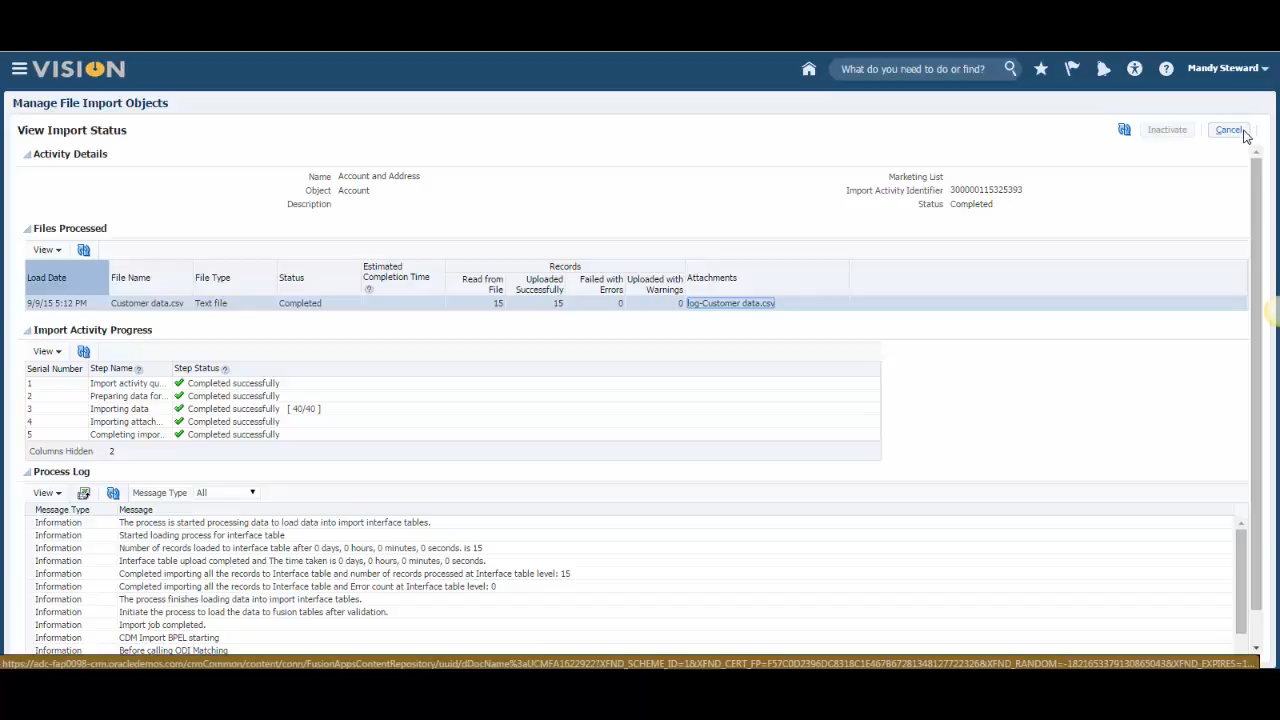 VISION
What do you need to do or find?
Mandy Steward
Manage File Import Objects
View Import Status
Inactivate
Cancel
Activity Details
Name Account and Address
Marketing List
Object Account
Import Activity Identifier 300000115325393
Description
Status Completed
Files Processed
View
Load Date File Name File Type Status Estimated Completion Time Records Attachments
Read from File Uploaded Successfully Failed with Errors Uploaded with Warnings
9/9/15 5:12 PM Customer data.csv Text file Completed 15 15 0 0 log-Customer data.csv
Import Activity Progress
View
Serial Number Step Name Step Status
1 Import activity qu... Completed successfully
2 Preparing data for... Completed successfully
3 Importing data Completed successfully [ 40/40 ]
4 Importing attach... Completed successfully
5 Completing impor... Completed successfully
Columns Hidden 2
Process Log
View Message Type All
Message Type Message
Information The process is started processing data to load data into import interface tables.
Information Started loading process for interface table
Information Number of records loaded to interface table after 0 days, 0 hours, 0 minutes, 0 seconds. is 15
Information Interface table upload completed and The time taken is 0 days, 0 hours, 0 minutes, 0 seconds.
Information Completed importing all the records to Interface table and number of records processed at Interface table level: 15
Information Completed importing all the records to Interface table and Error count at Interface table level: 0
Information The process finishes loading data into import interface tables.
Information Initiate the process to load the data to fusion tables after validation.
Information Import job completed.
Information CDM Import BPEL starting
Information Before calling ODI Matching